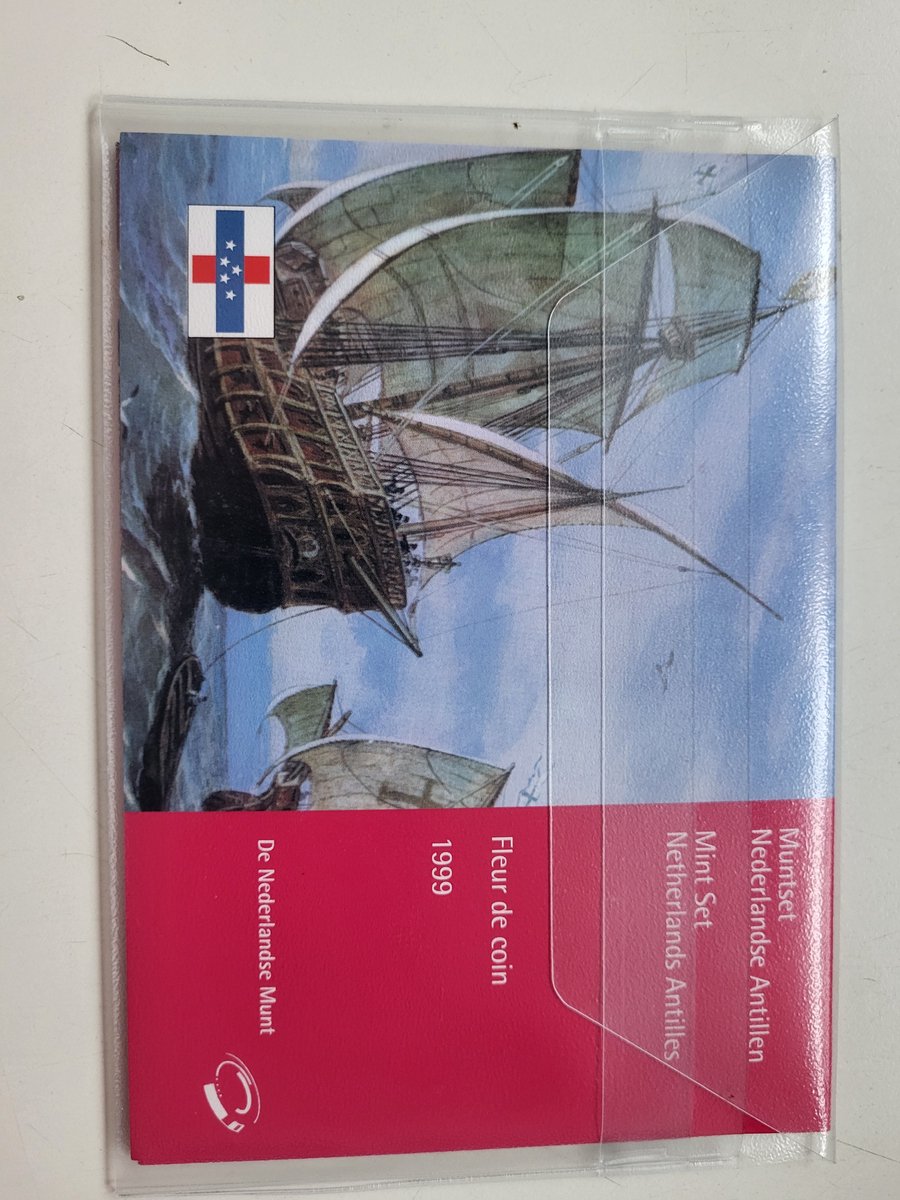 Muntset
Nederlandse Antillen
Mint Set
Netherlands Antilles
Fleur de coin
1999
De Nederlandse Munt